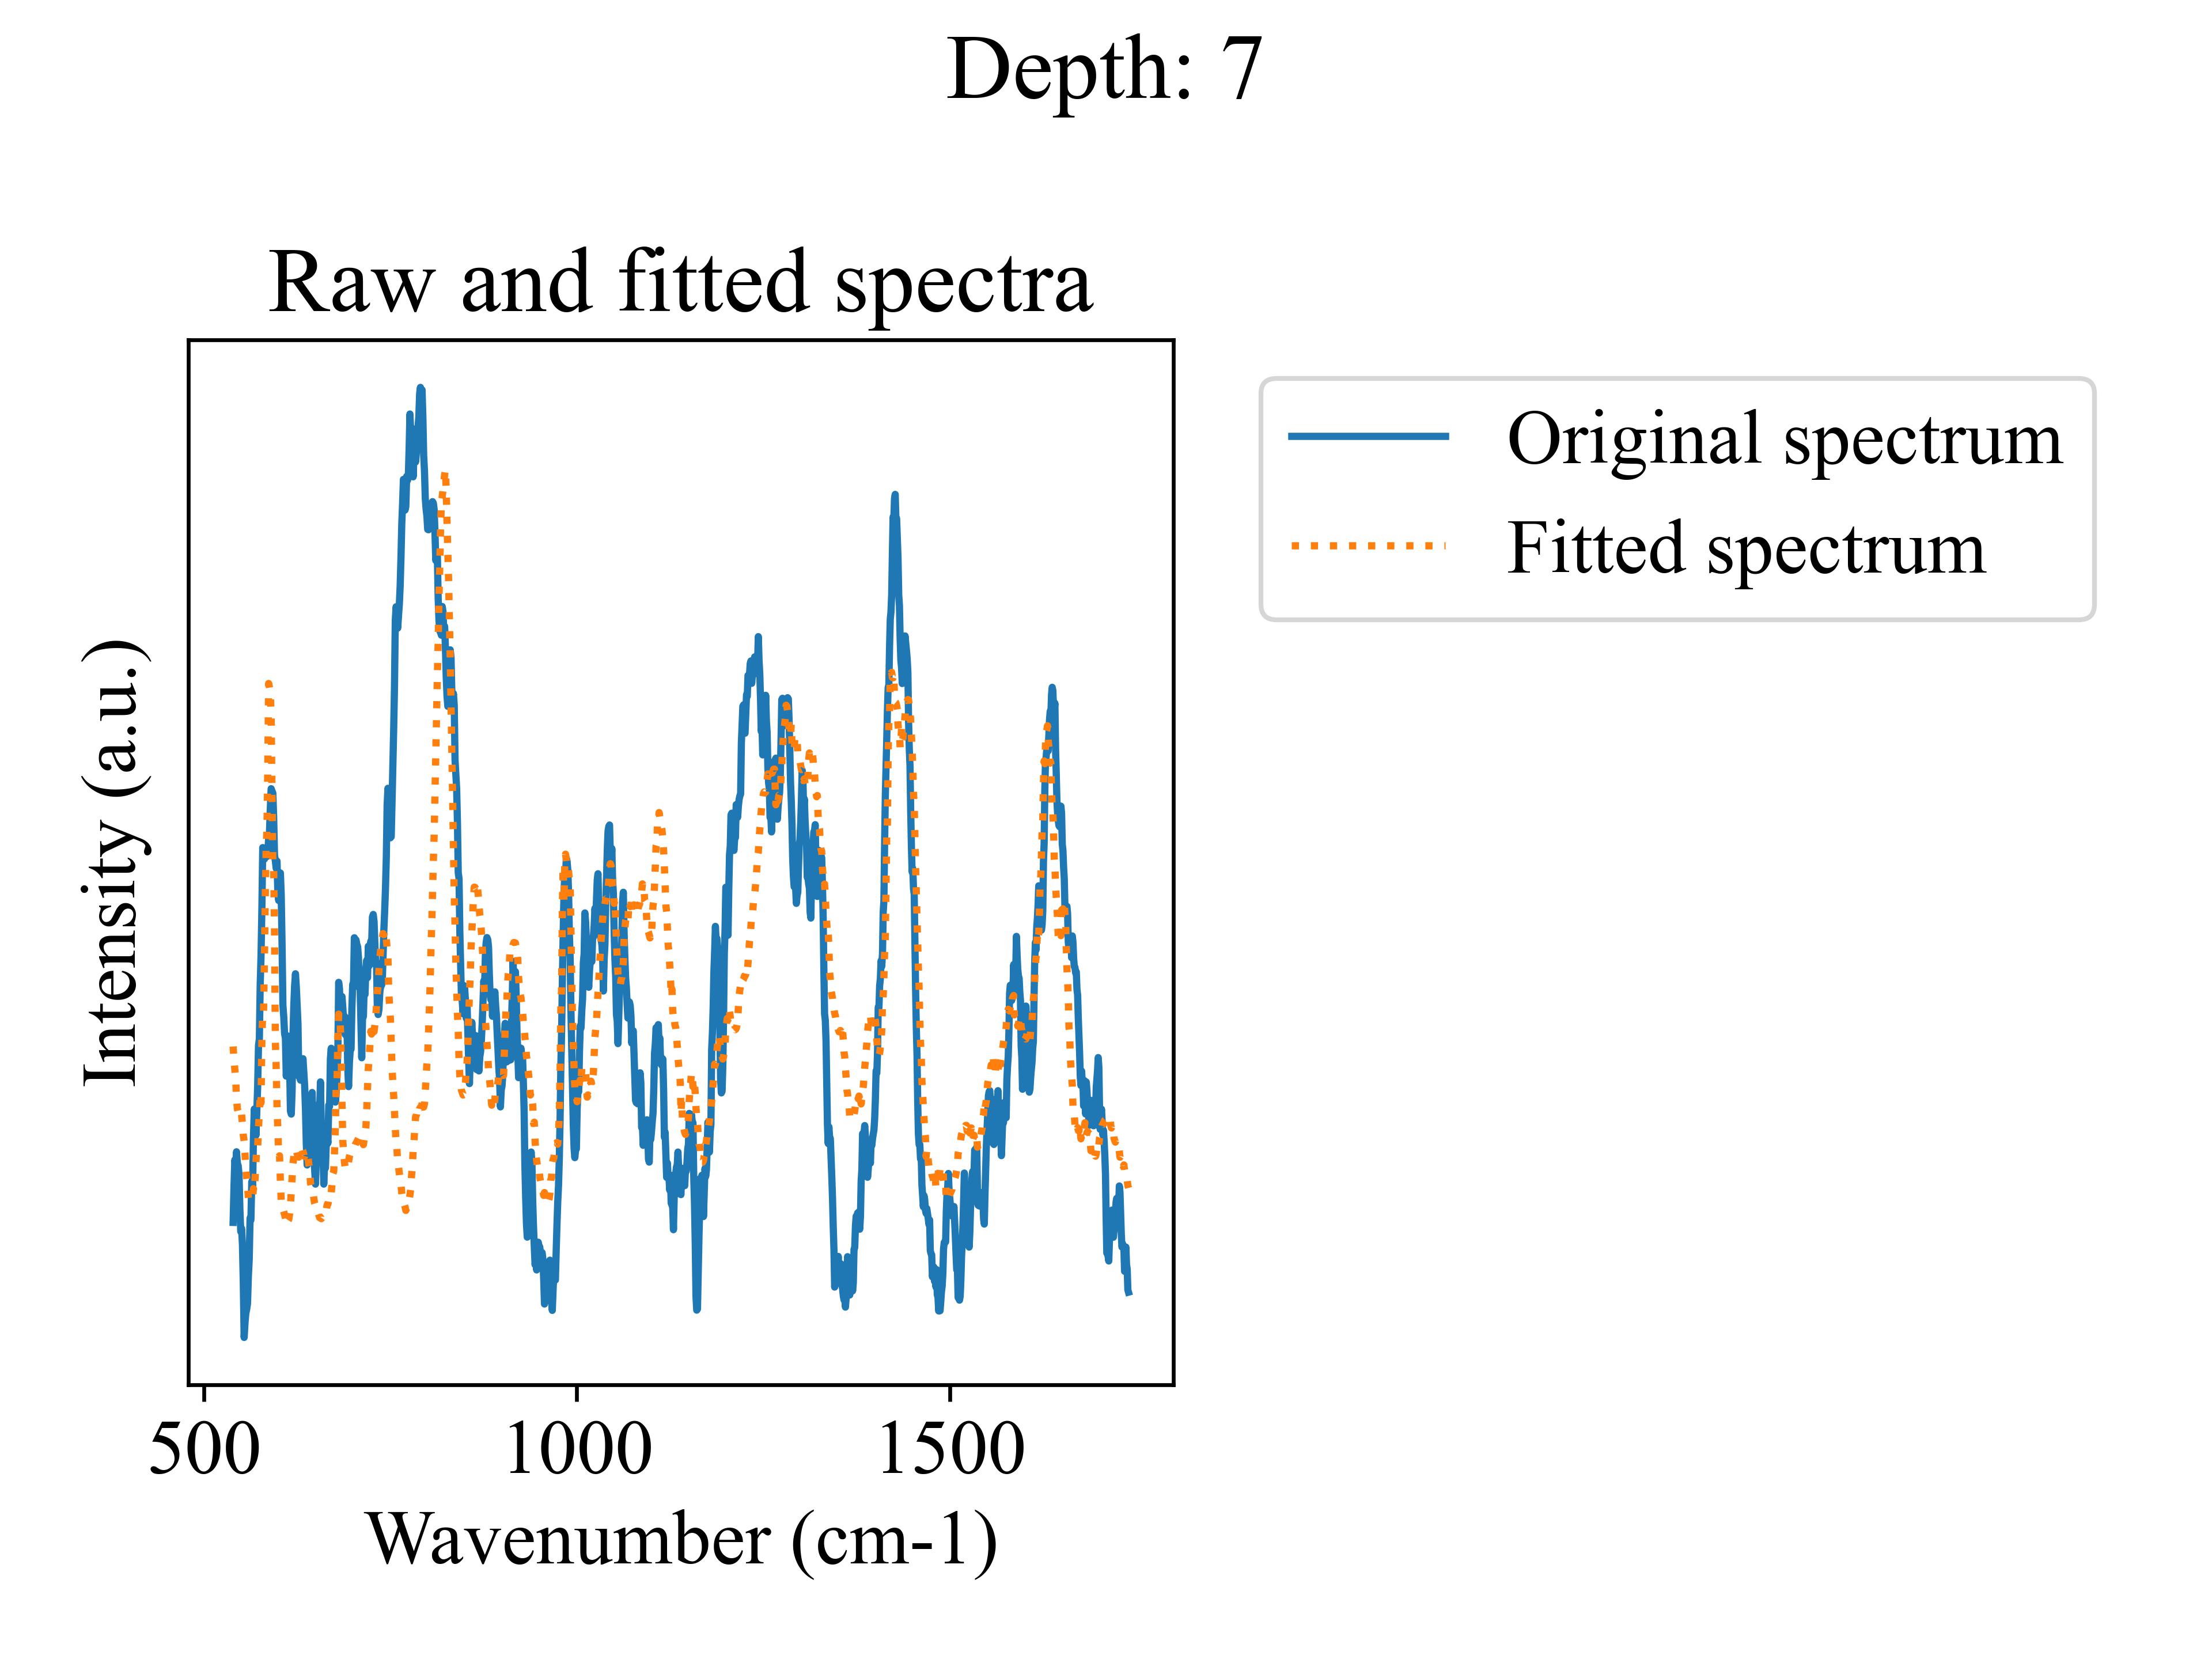 Depth: 7
Raw and fitted spectra
Original spectrum
Fitted spectrum
Intensity (a.u.)
500 1000 1500
Wavenumber (cm-1)